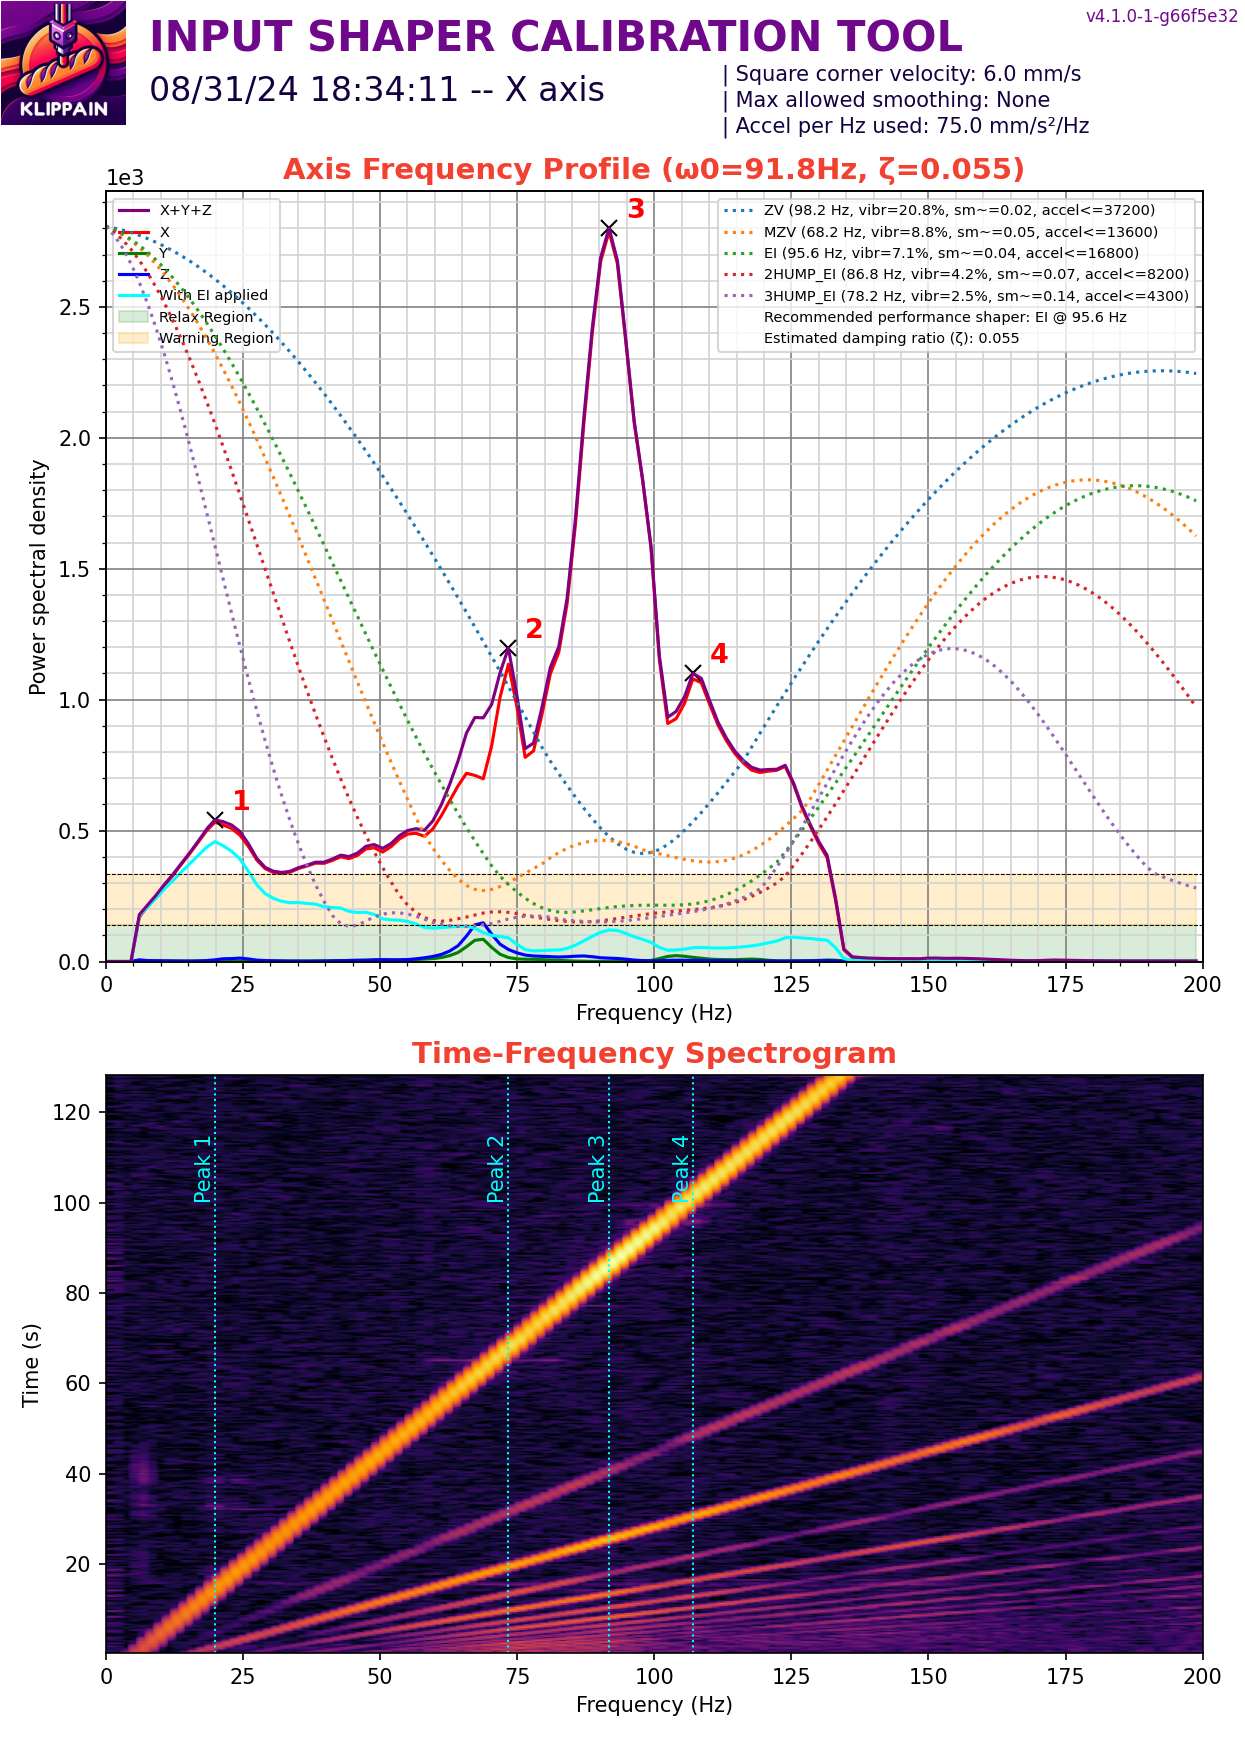 v4.1.0-1-g66f5e32
INPUT SHAPER CALIBRATION TOOL
08/31/24 18:34:11 -- X axis
| Square corner velocity: 6.0 mm/s
| Max allowed smoothing: None
| Accel per Hz used: 75.0 mm/s²/Hz
KLIPPAIN
Axis Frequency Profile (ω0=91.8Hz, ζ=0.055)
1e3
X+Y+Z
X
Y
Z
With EI applied
Relax Region
Warning Region
ZV (98.2 Hz, vibr=20.8%, sm~=0.02, accel<=37200)
MZV (68.2 Hz, vibr=8.8%, sm~=0.05, accel<=13600)
EI (95.6 Hz, vibr=7.1%, sm~=0.04, accel<=16800)
2HUMP_EI (86.8 Hz, vibr=4.2%, sm~=0.07, accel<=8200)
3HUMP_EI (78.2 Hz, vibr=2.5%, sm~=0.14, accel<=4300)
Recommended performance shaper: EI @ 95.6 Hz
Estimated damping ratio (ζ): 0.055
3
2
4
1
Power spectral density
2.5
2.0
1.5
1.0
0.5
0.0
0 25 50 75 100 125 150 175 200
Frequency (Hz)
Time-Frequency Spectrogram
Time (s)
120
100
80
60
40
20
Peak 1
Peak 2
Peak 3
Peak 4
0 25 50 75 100 125 150 175 200
Frequency (Hz)